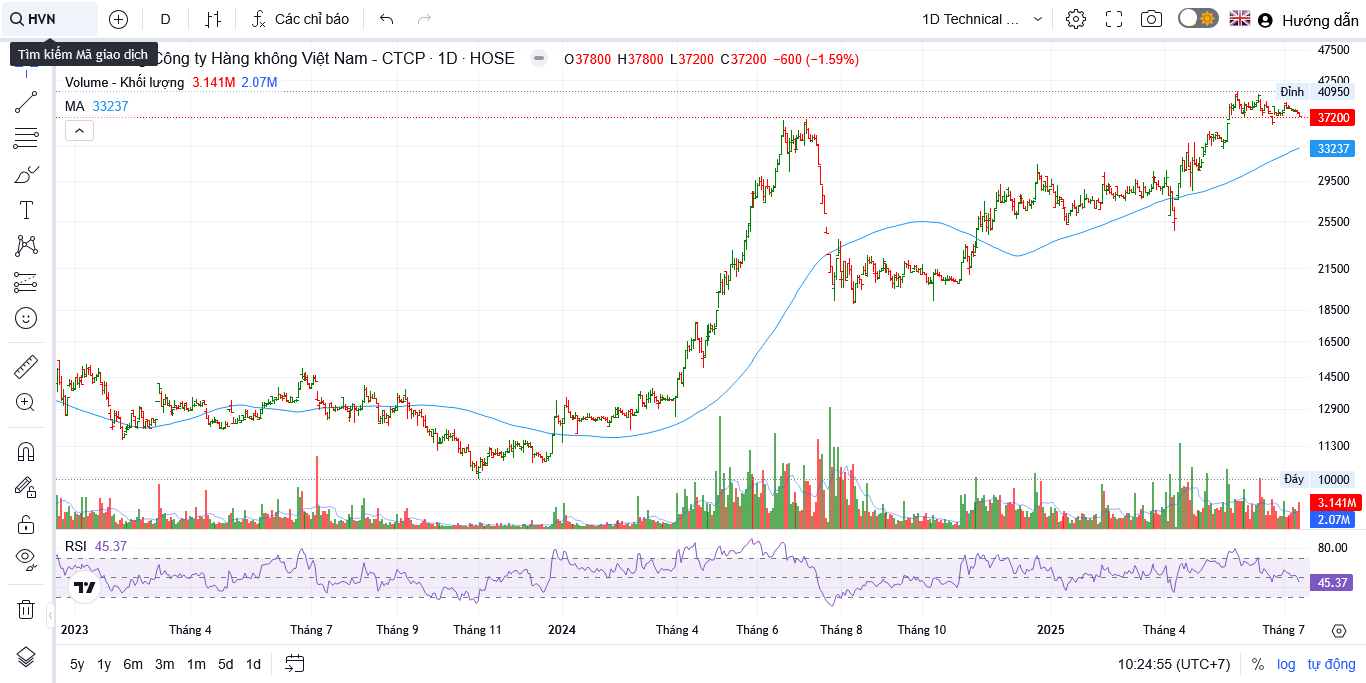 HVN
D
Các chỉ báo
1D Technical ...
Hướng dẫn
Tìm kiếm Mã giao dịch
Công ty Hàng không Việt Nam - CTCP · 1D · HOSE
O37800 H37800 L37200 C37200 −600 (−1.59%)
Volume - Khối lượng 3.141M 2.07M
MA 33237
47500
42500
Đỉnh 40950
37200
33237
29500
25500
21500
18500
16500
14500
12900
11300
Đáy 10000
3.141M
2.07M
RSI 45.37
80.00
45.37
2023 Tháng 4 Tháng 7 Tháng 9 Tháng 11 2024 Tháng 4 Tháng 6 Tháng 8 Tháng 10 2025 Tháng 4 Tháng 7
5y 1y 6m 3m 1m 5d 1d
10:24:55 (UTC+7) % log tự động